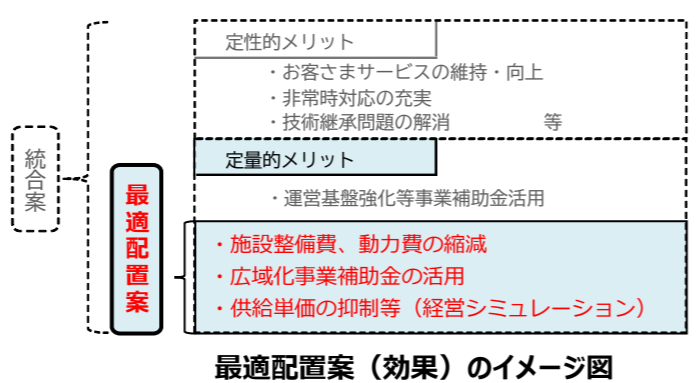 定性的メリット
・お客さまサービスの維持・向上
・非常時対応の充実
・技術継承問題の解消 等
統合案
定量的メリット
・運営基盤強化等事業補助金活用
最適配置案
・施設整備費、動力費の縮減
・広域化事業補助金の活用
・供給単価の抑制等（経営シミュレーション）
最適配置案（効果）のイメージ図